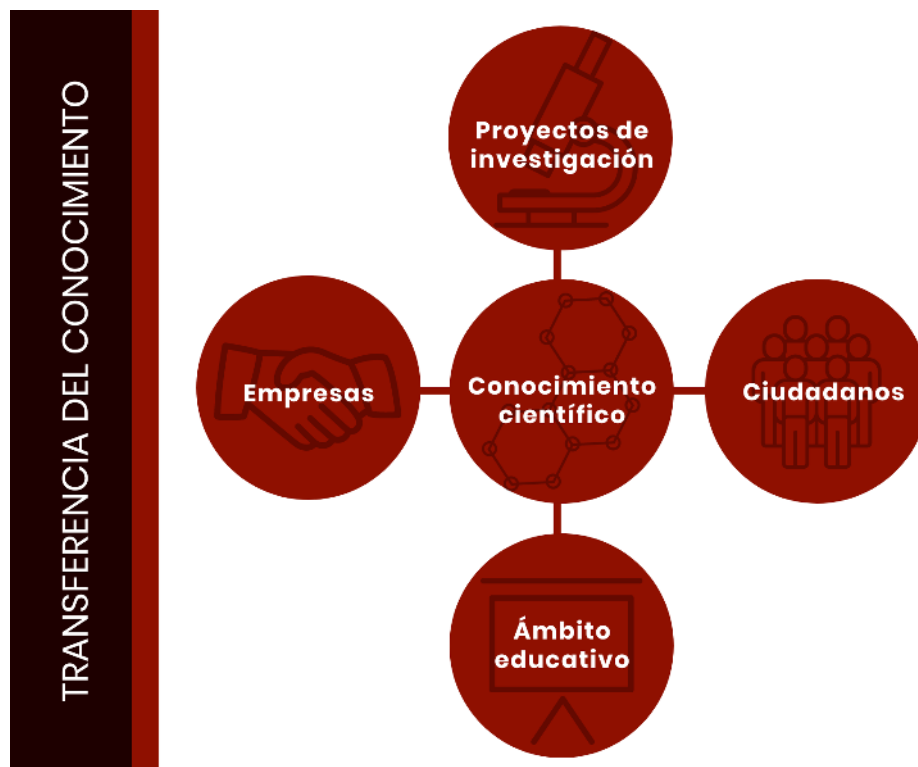 TRANSFERENCIA DEL CONOCIMIENTO
Proyectos de
investigación
Empresas
Conocimiento
científico
Ciudadanos
Ámbito
educativo